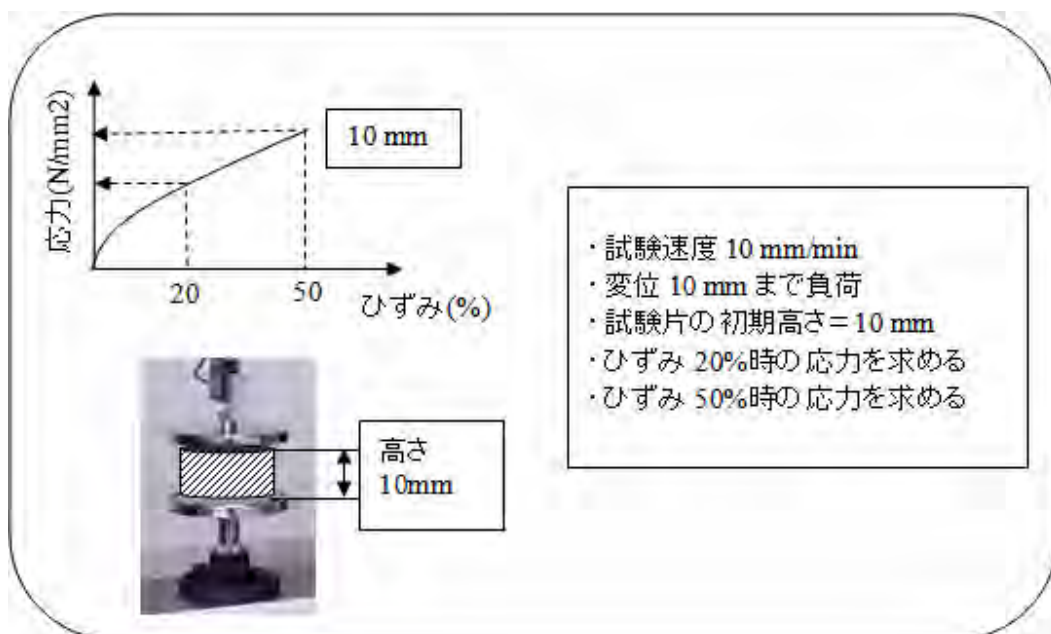 応力(N/mm2)
10 mm
20
50
ひずみ(%)
・試験速度 10 mm/min
・変位 10 mm まで負荷
・試験片の初期高さ= 10 mm
・ひずみ 20%時の応力を求める
・ひずみ 50%時の応力を求める
高さ
10mm